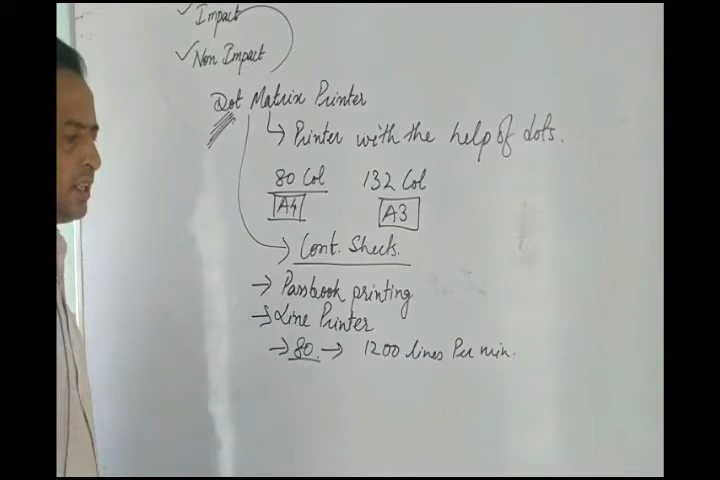 ✓ Impact
✓ Non Impact
Dot Matrix Printer
→ Printer with the help of dots.
80 Col 132 Col
A4 A3
→ Cont. Sheets.
→ Passbook printing
→ Line Printer
→ 80 → 1200 lines Per min.